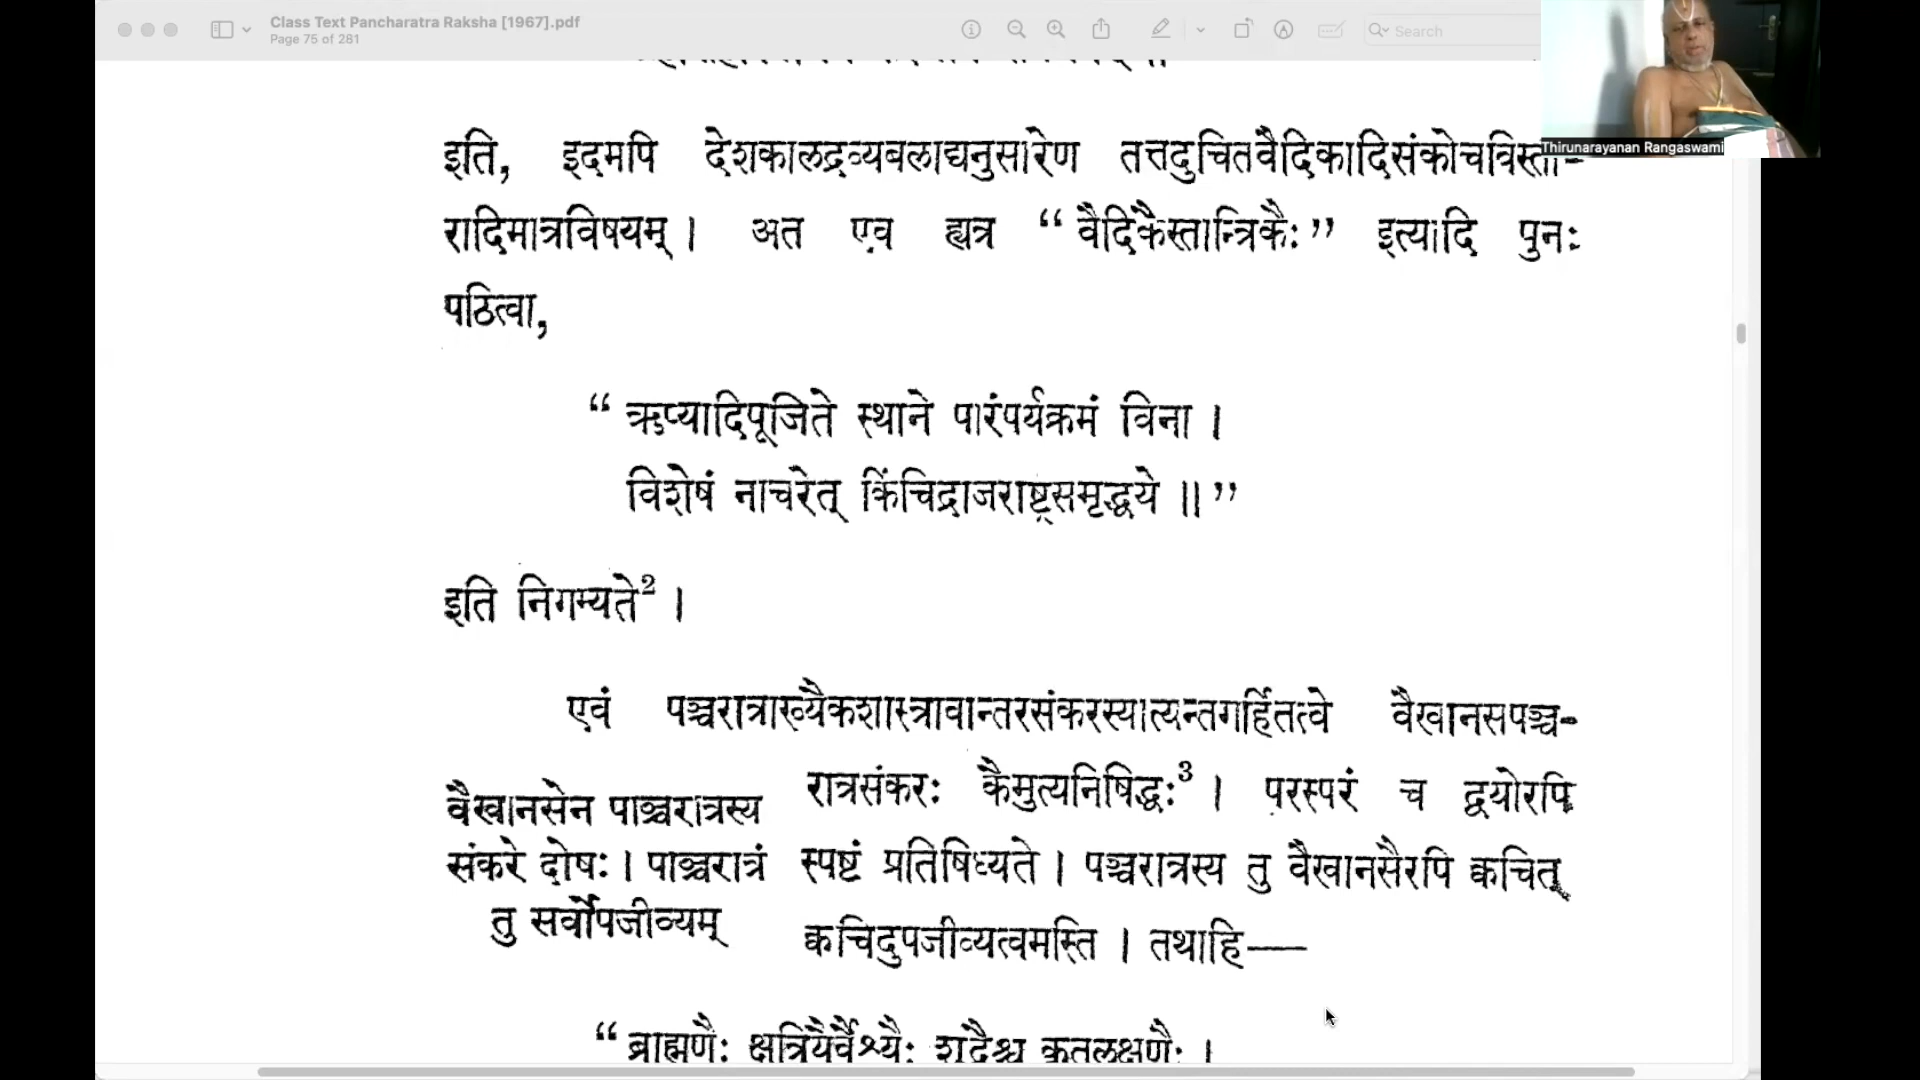 Class Text Pancharatra Raksha [1967].pdf
Page 75 of 281
Search
Thirunarayanan Rangaswami
इति, इदमपि देशकालद्रव्यबलाद्यनुसारेण तत्तदुचितवैदिकादिसंकोचविस्ता-
रादिमात्रविषयम् । अत एव ह्यत्र “ वैदिकैस्तान्त्रिकैः ” इत्यादि पुनः
पठित्वा,
“ ऋष्यादिपूजिते स्थाने पारंपर्यक्रमं विना ।
विशेषं नाचरेत् किंचिद्राजराष्ट्रसमृद्धये ॥ ”
इति निगम्यते2 ।
एवं पञ्चरात्राख्यैकशास्त्रावान्तरसंकरस्यात्यन्तगर्हितत्वे वैखानसपञ्च-
रात्रसंकरः कैमुत्यनिषिद्धः3 । परस्परं च द्वयोरपि
स्पष्टं प्रतिषिध्यते । पञ्चरात्रस्य तु वैखानसैरपि क्वचित्
क्वचिदुपजीव्यत्वमस्ति । तथाहि—
वैखानसेन पाञ्चरात्रस्य
संकरे दोषः । पाञ्चरात्रं
तु सर्वोपजीव्यम्
“ ब्राह्मणैः क्षत्रियैर्वैश्यैः शूद्रैश्च कृतलक्षणैः ।